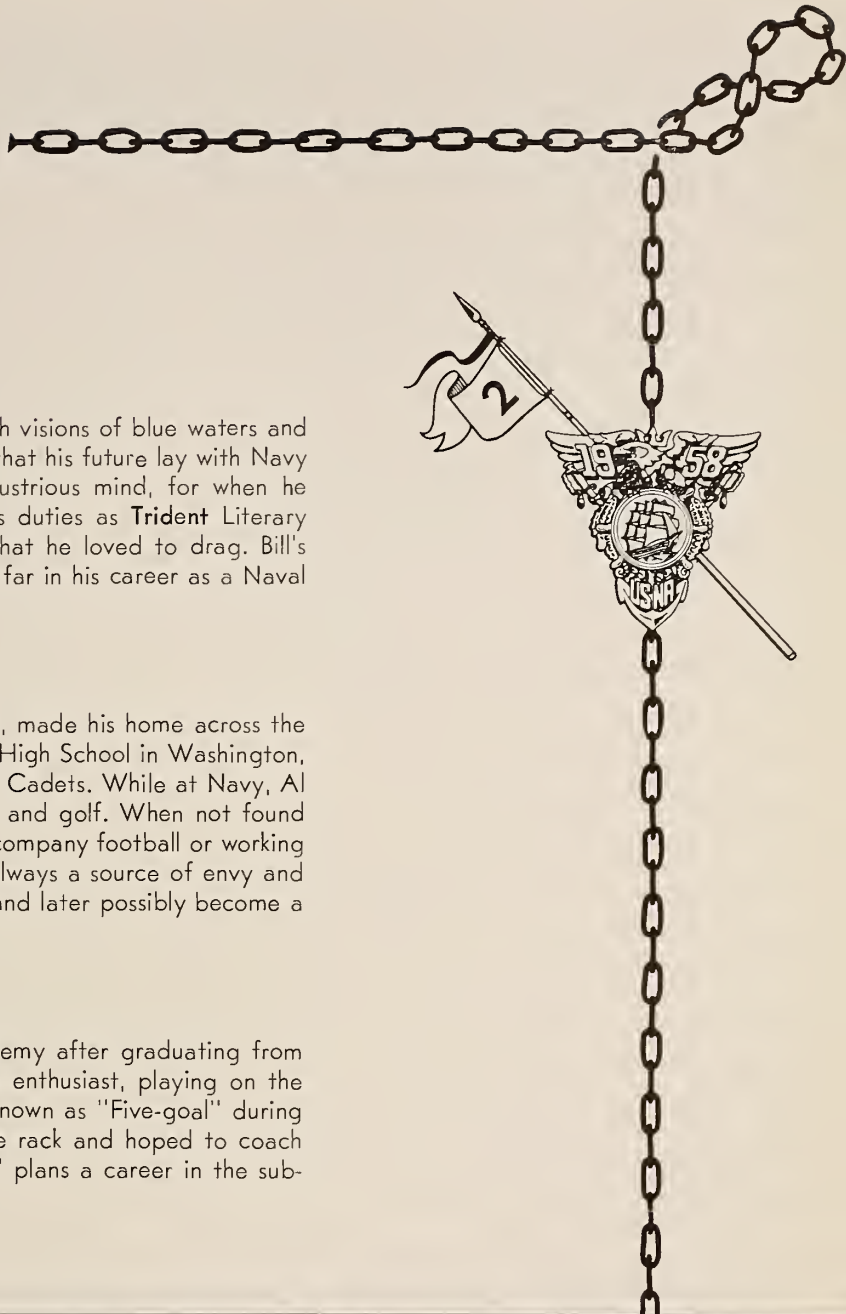 2
19 58
USNA
h visions of blue waters and
that his future lay with Navy
ustrious mind, for when he
s duties as Trident Literary
hat he loved to drag. Bill's
far in his career as a Naval
, made his home across the
High School in Washington,
Cadets. While at Navy, Al
and golf. When not found
company football or working
lways a source of envy and
and later possibly become a
emy after graduating from
enthusiast, playing on the
nown as "Five-goal" during
e rack and hoped to coach
" plans a career in the sub-